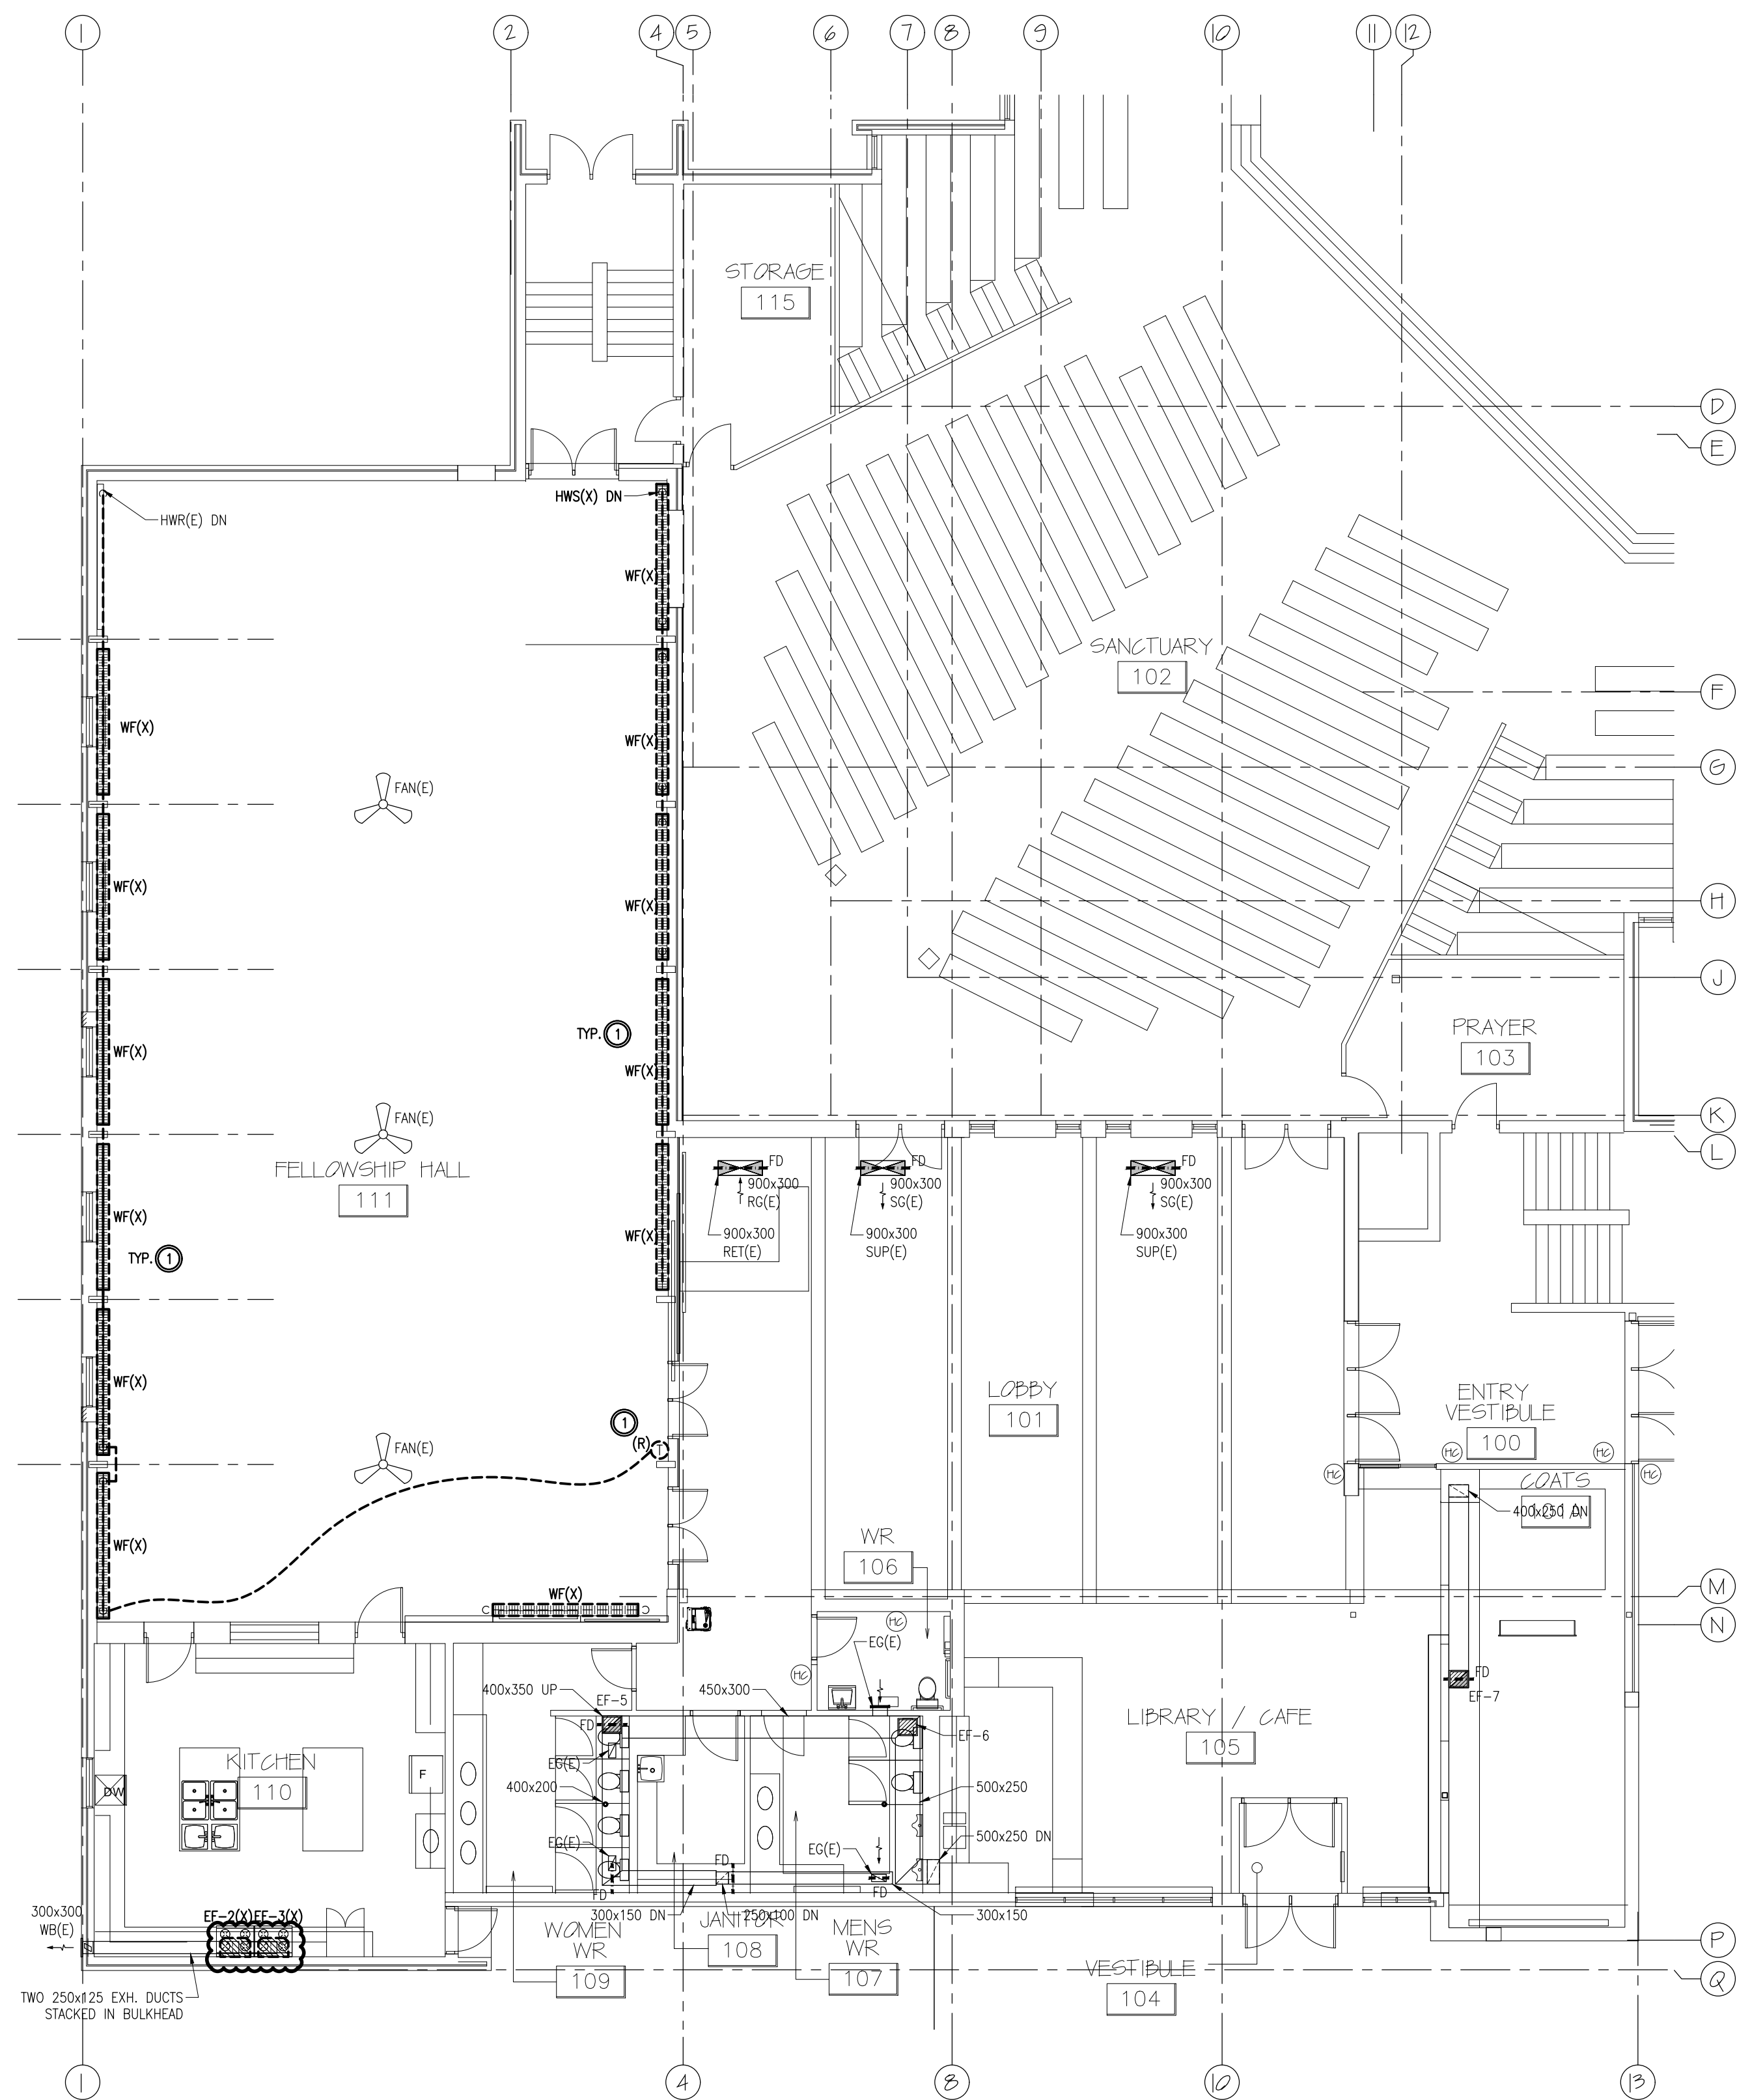 1
2
4
5
6
7
8
9
10
11
12
STORAGE
115
D
E
HWR(E) DN
HWS(X) DN
WF(X)
SANCTUARY
102
F
WF(X)
WF(X)
G
FAN(E)
WF(X)
WF(X)
H
J
TYP. 1
PRAYER
103
WF(X)
WF(X)
K
L
FAN(E)
FELLOWSHIP HALL
111
FD
900x300
RG(E)
900x300
RET(E)
FD
900x300
SG(E)
900x300
SUP(E)
FD
900x300
SG(E)
900x300
SUP(E)
WF(X)
WF(X)
TYP. 1
WF(X)
LOBBY
101
ENTRY
VESTIBULE
100
1
(R)
T
FAN(E)
HC
HC
HC
HC
COATS
101A
400x250 DN
WF(X)
WR
106
WF(X)
M
N
HC
EG(E)
HC
400x350 UP
EF-5
450x300
FD
EF-7
FD
EF-6
LIBRARY / CAFE
105
KITCHEN
110
DW
F
EG(E)
400x200
500x250
EG(E)
EG(E)
500x250 DN
FD
FD
FD
300x150 DN
250x100 DN
300x150
300x300
WB(E)
EF-2(X)
EF-3(X)
WOMEN
WR
109
JANITOR
108
MENS
WR
107
VESTIBULE
104
P
Q
TWO 250x125 EXH. DUCTS
STACKED IN BULKHEAD
1
4
8
10
13